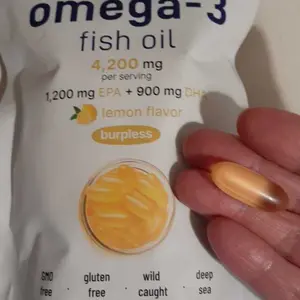 omega-3
fish oil
4,200 mg
per serving
1,200 mg EPA + 900 mg DHA
lemon flavor
burpless
GMO gluten wild deep
free · free · caught · sea